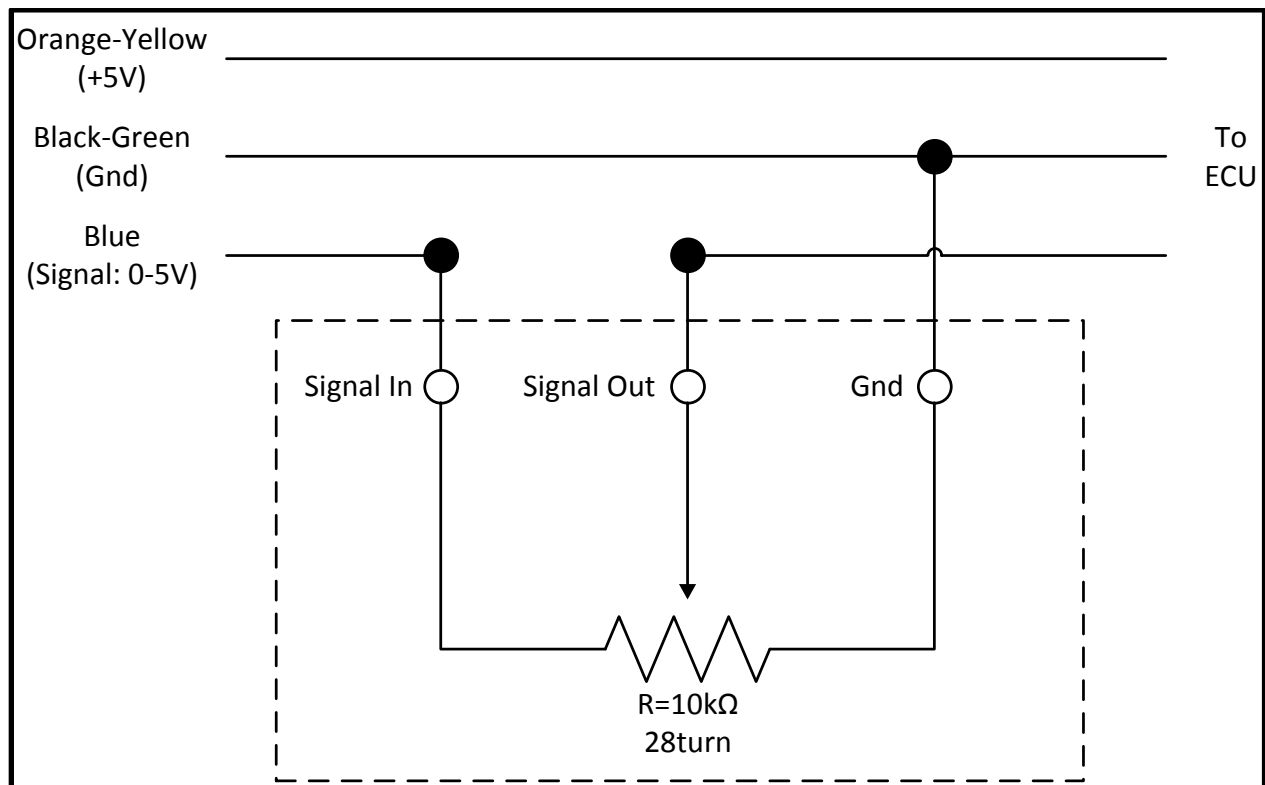 Orange-Yellow
(+5V)
Black-Green
(Gnd)
To
ECU
Blue
(Signal: 0-5V)
Signal In
Signal Out
Gnd
R=10kΩ
28turn